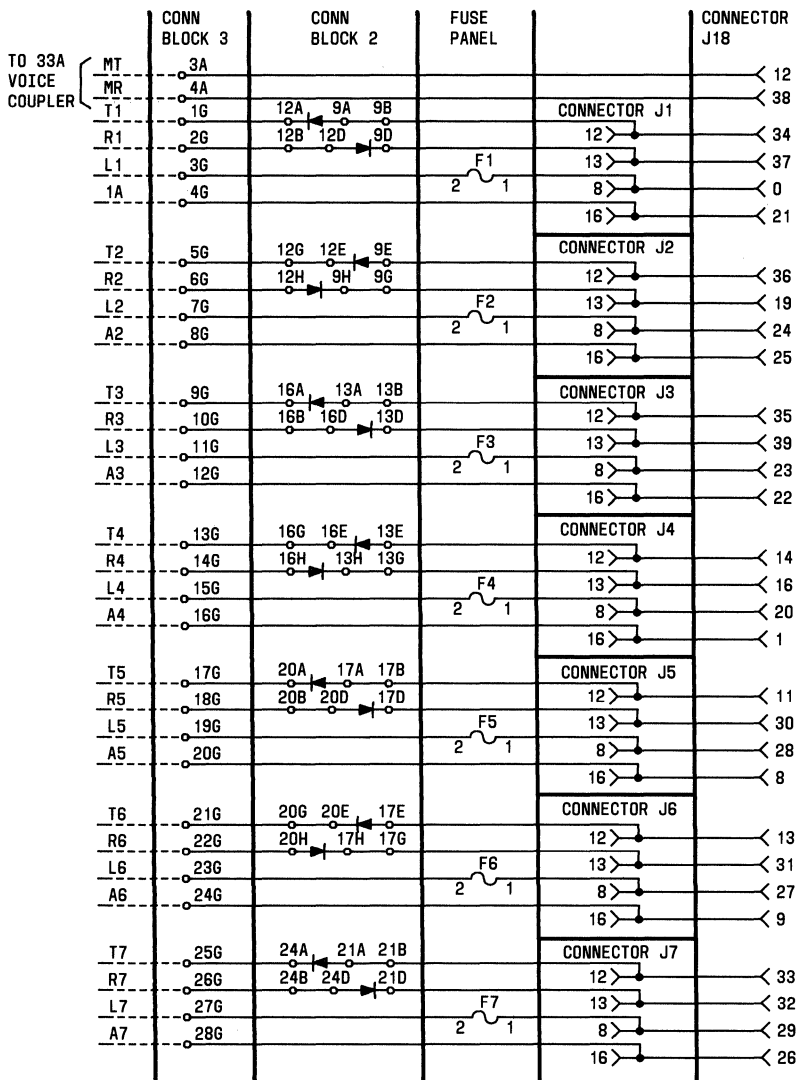 CONN BLOCK 3 CONN BLOCK 2 FUSE PANEL CONNECTOR J18
TO 33A VOICE COUPLER
MT 3A 12
MR 4A 38
CONNECTOR J1
T1 1G 12A 9A 9B 12 34
R1 2G 12B 12D 9D 13 37
L1 3G F1 2 1 8 0
1A 4G 16 21
CONNECTOR J2
T2 5G 12G 12E 9E 12 36
R2 6G 12H 9H 9G 13 19
L2 7G F2 2 1 8 24
A2 8G 16 25
CONNECTOR J3
T3 9G 16A 13A 13B 12 35
R3 10G 16B 16D 13D 13 39
L3 11G F3 2 1 8 23
A3 12G 16 22
CONNECTOR J4
T4 13G 16G 16E 13E 12 14
R4 14G 16H 13H 13G 13 16
L4 15G F4 2 1 8 20
A4 16G 16 1
CONNECTOR J5
T5 17G 20A 17A 17B 12 11
R5 18G 20B 20D 17D 13 30
L5 19G F5 2 1 8 28
A5 20G 16 8
CONNECTOR J6
T6 21G 20G 20E 17E 12 13
R6 22G 20H 17H 17G 13 31
L6 23G F6 2 1 8 27
A6 24G 16 9
CONNECTOR J7
T7 25G 24A 21A 21B 12 33
R7 26G 24B 24D 21D 13 32
L7 27G F7 2 1 8 29
A7 28G 16 26